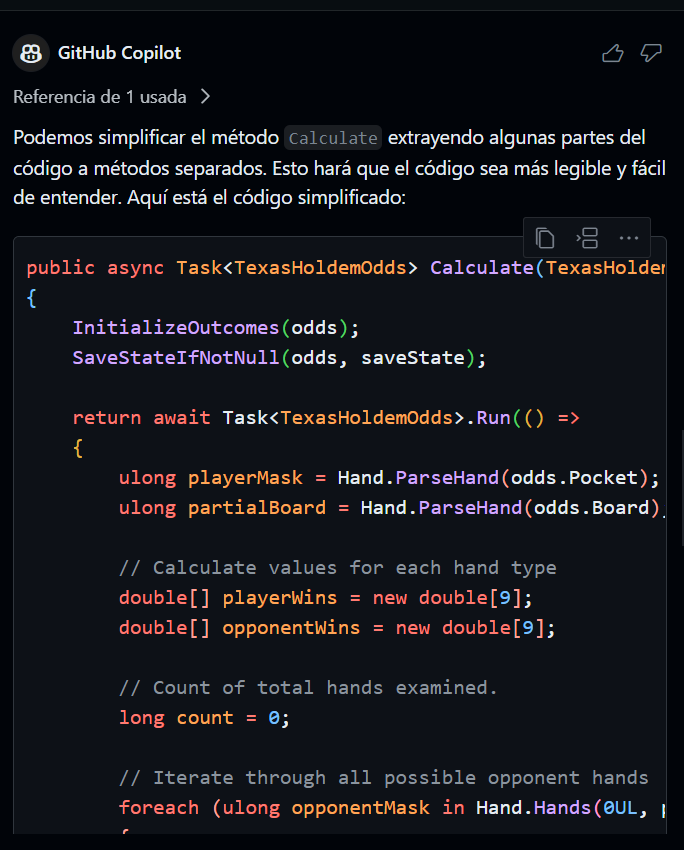 GitHub Copilot
Referencia de 1 usada
Podemos simplificar el método Calculate extrayendo algunas partes del
código a métodos separados. Esto hará que el código sea más legible y fácil
de entender. Aquí está el código simplificado:
public async Task<TexasHoldemOdds> Calculate(TexasHolder
{
InitializeOutcomes(odds);
SaveStateIfNotNull(odds, saveState);
return await Task<TexasHoldemOdds>.Run(() =>
{
ulong playerMask = Hand.ParseHand(odds.Pocket);
ulong partialBoard = Hand.ParseHand(odds.Board)
// Calculate values for each hand type
double[] playerWins = new double[9];
double[] opponentWins = new double[9];
// Count of total hands examined.
long count = 0;
// Iterate through all possible opponent hands
foreach (ulong opponentMask in Hand.Hands(0UL,